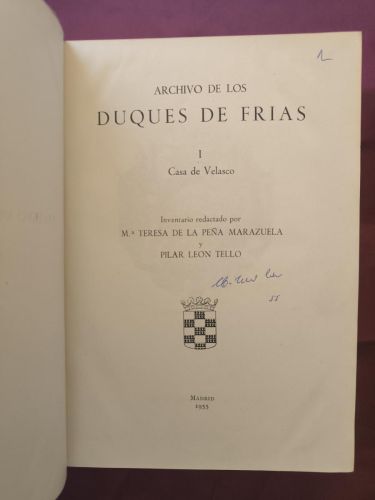 1
ARCHIVO DE LOS
DUQUES DE FRIAS
I
Casa de Velasco
Inventario redactado por
M.ª TERESA DE LA PEÑA MARAZUELA
y
PILAR LEON TELLO
55
MADRID
1955